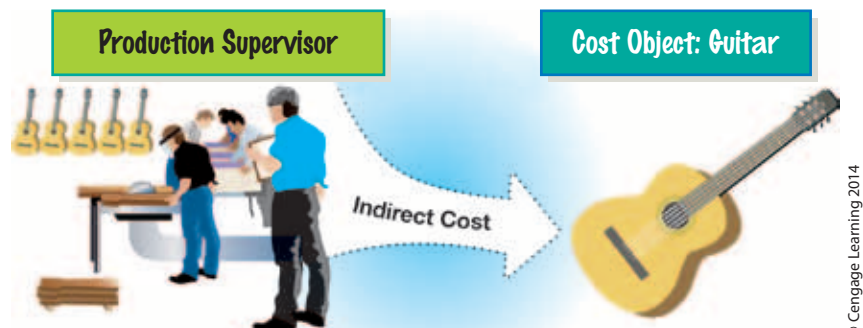 Production Supervisor
Cost Object: Guitar
Indirect Cost
Cengage Learning 2014